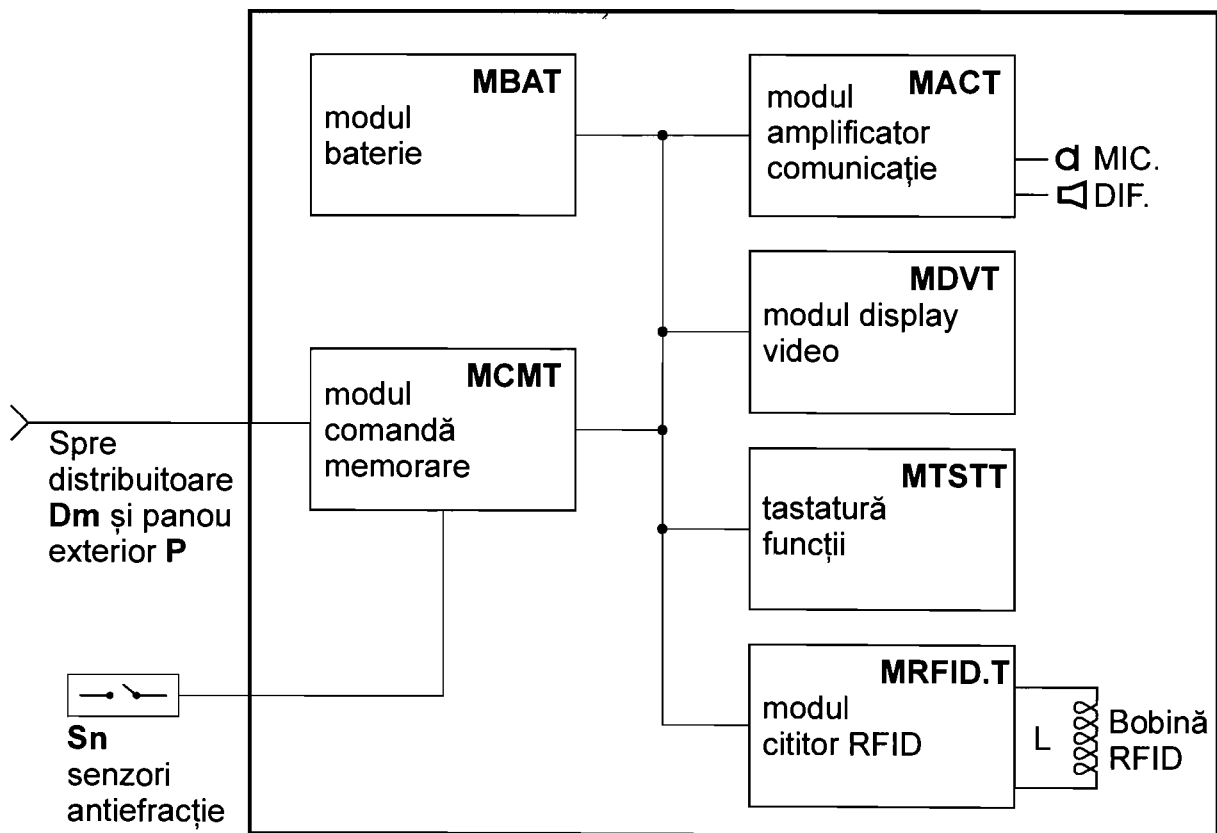 MBAT
modul
baterie
MACT
modul
amplificator
comunicație
MIC.
DIF.
MDVT
modul display
video
MCMT
modul
comandă
memorare
Spre
distribuitoare
Dm și panou
exterior P
MTSTT
tastatură
funcții
Sn
senzori
antiefracție
MRFID.T
modul
cititor RFID
L
Bobină
RFID